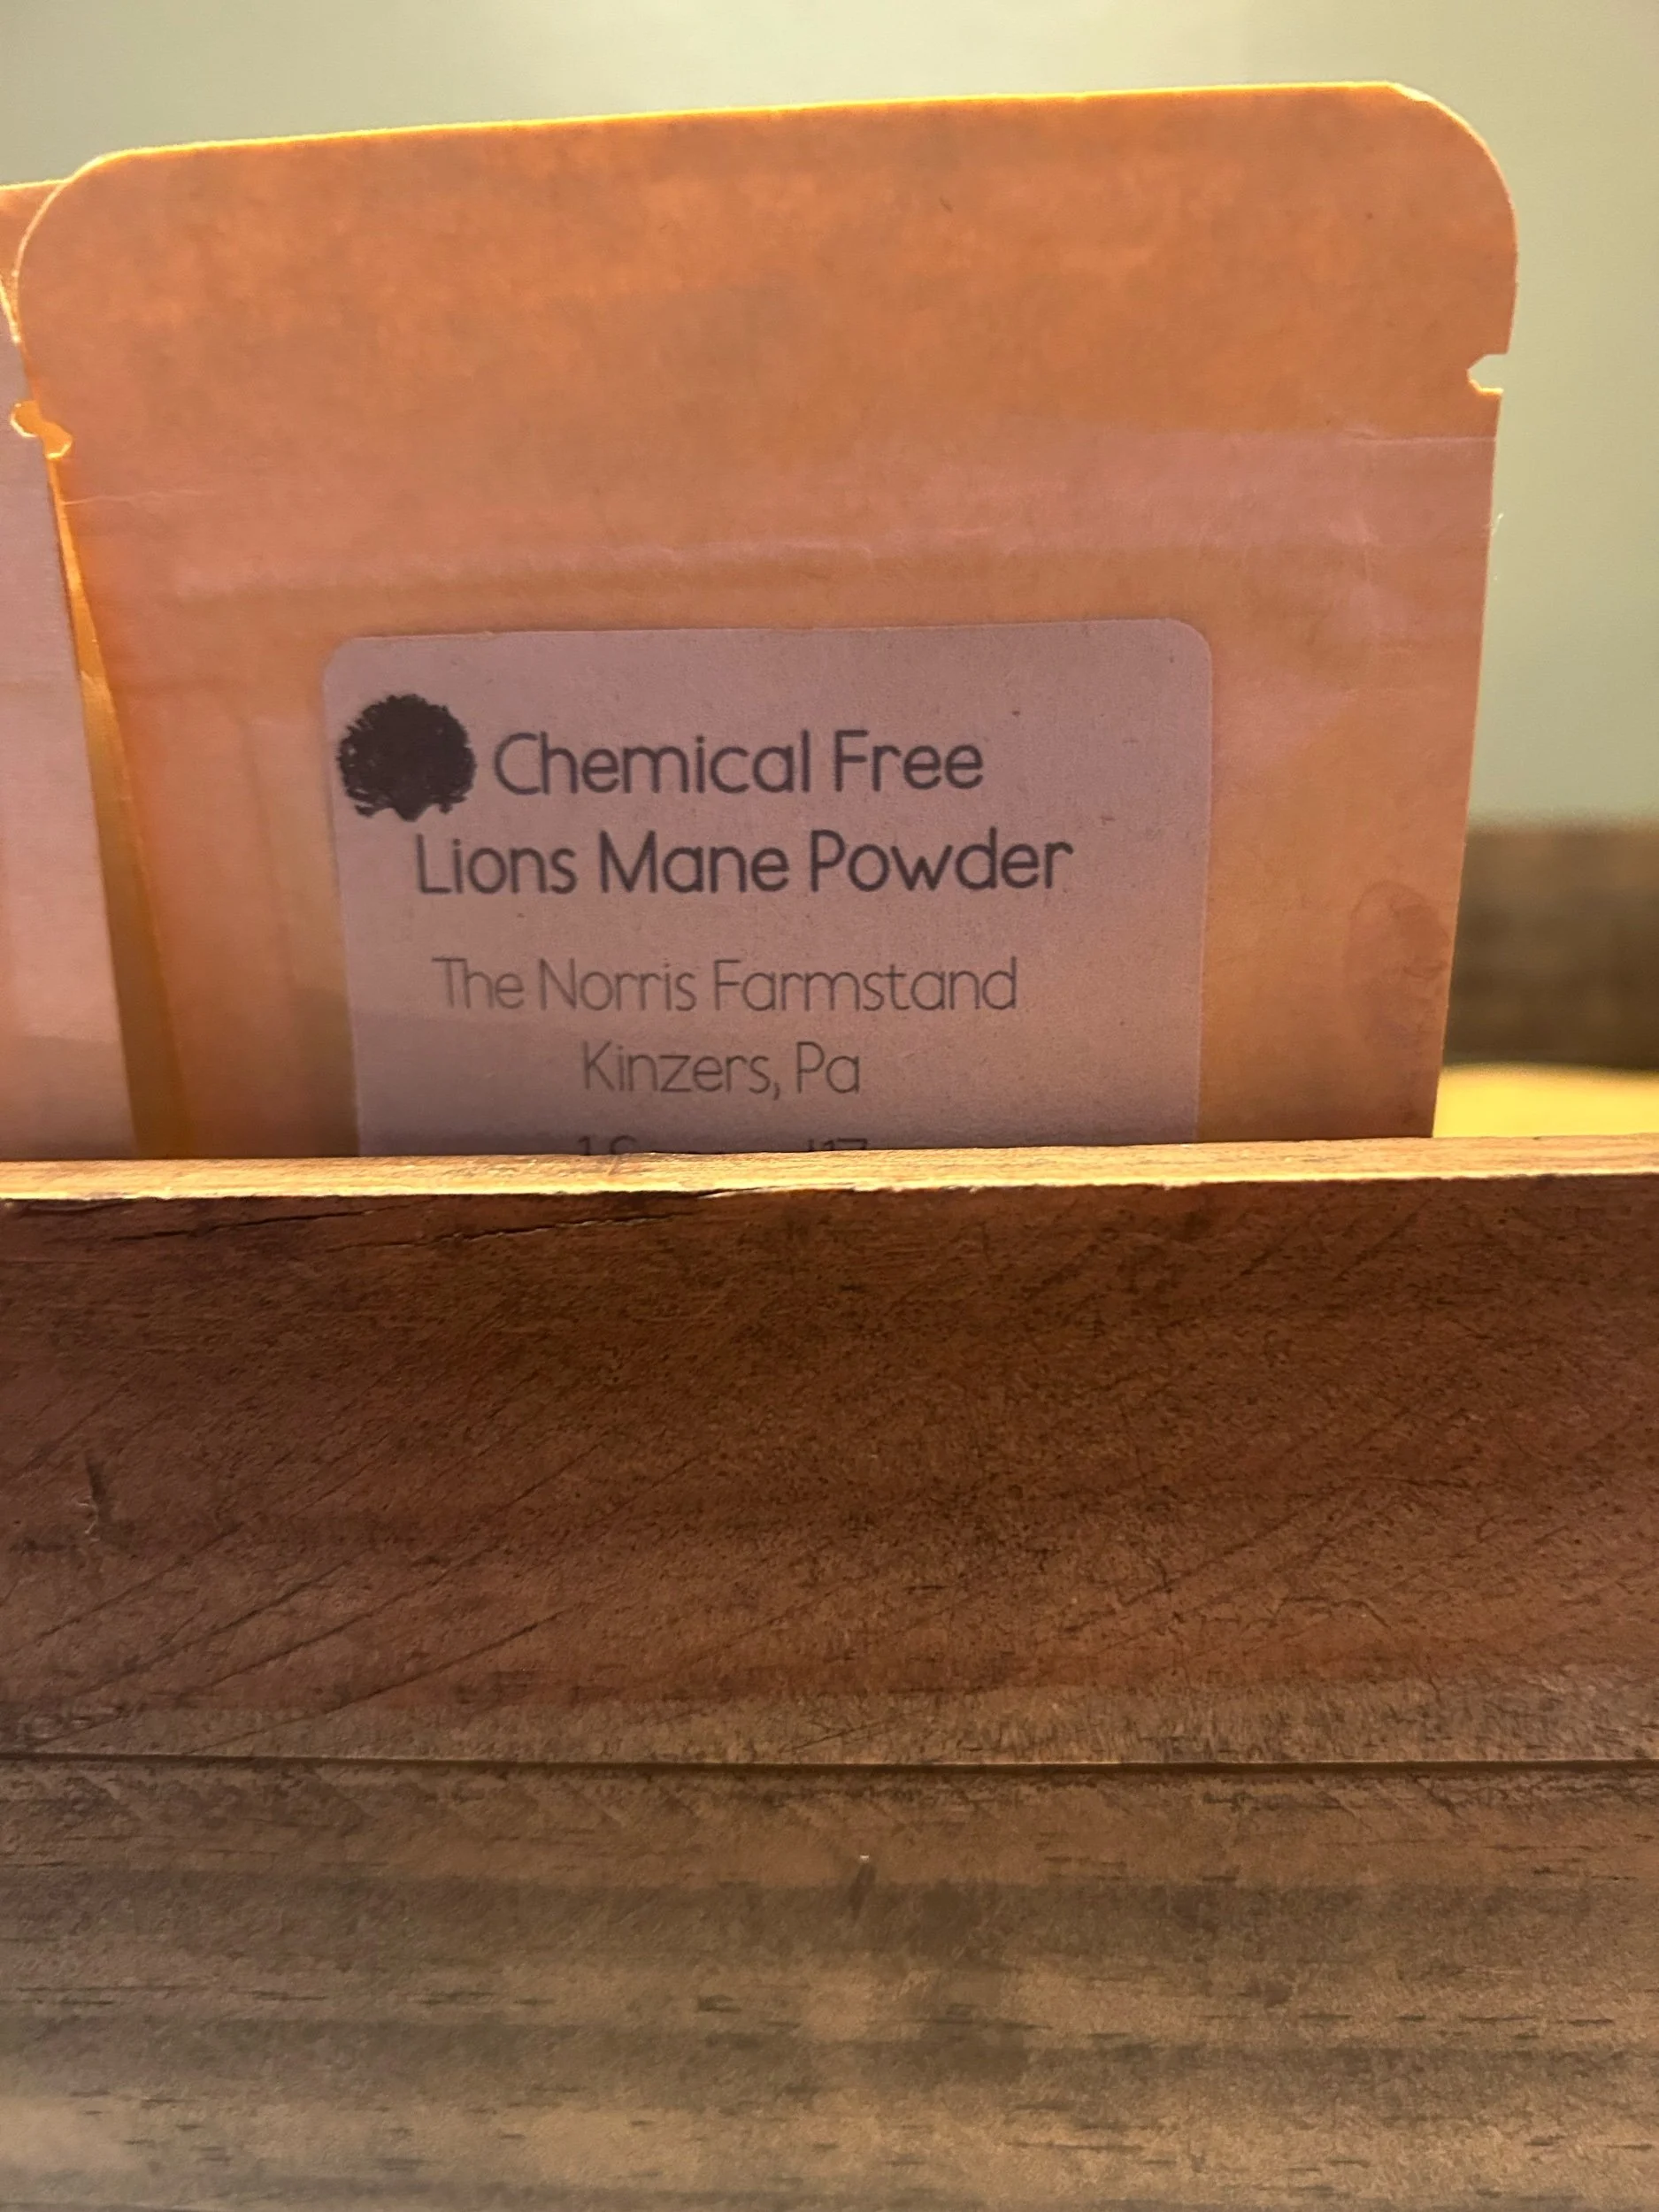 Chemical Free
Lions Mane Powder
The Norris Farmstand
Kinzers, Pa